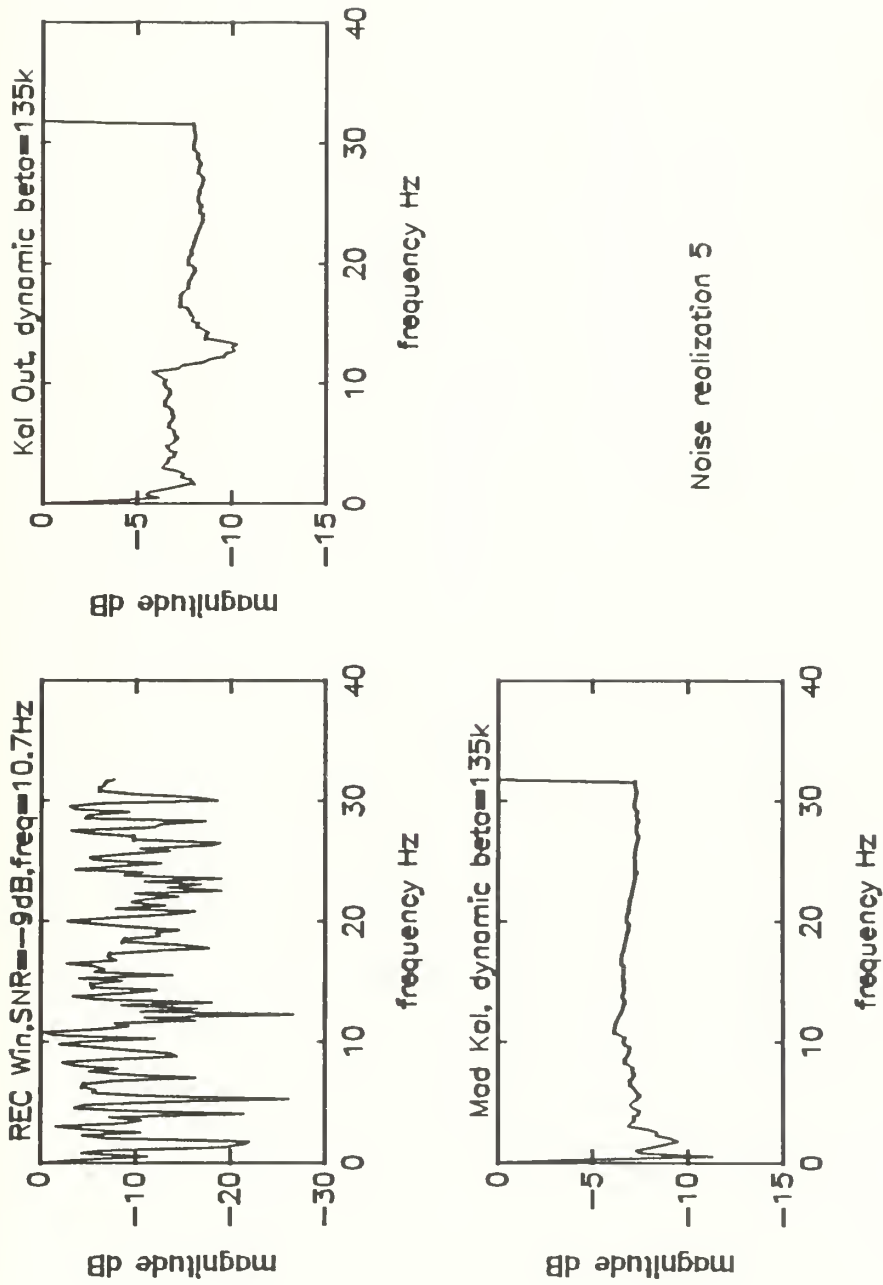 REC Win,SNR=-9dB,freq=10.7Hz
magnitude dB
0
-10
-20
-30
0 10 20 30 40
frequency Hz
Kal Out, dynamic beta=135k
magnitude dB
0
-5
-10
-15
0 10 20 30 40
frequency Hz
Mod Kal, dynamic beta=135k
magnitude dB
0
-5
-10
-15
0 10 20 30 40
frequency Hz
Noise realization 5